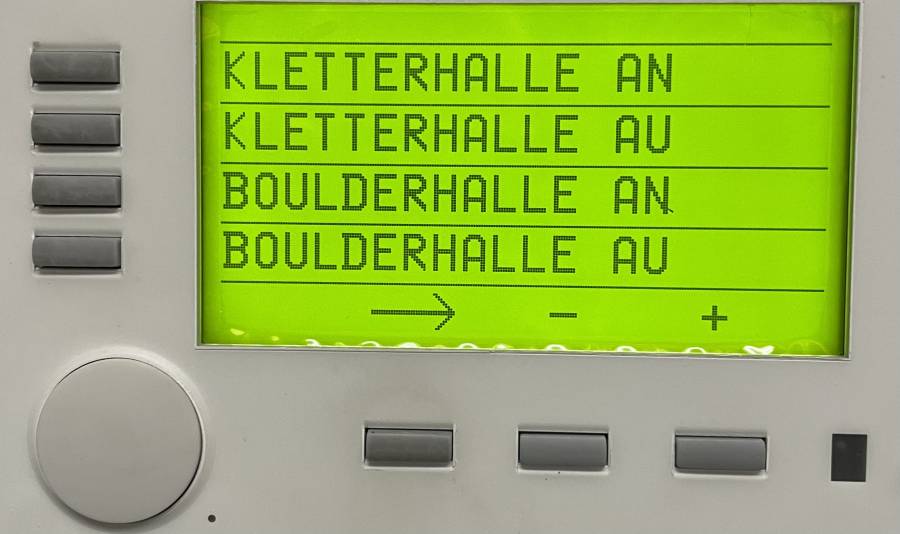 KLETTERHALLE AN
KLETTERHALLE AU
BOULDERHALLE AN
BOULDERHALLE AU
→ - +